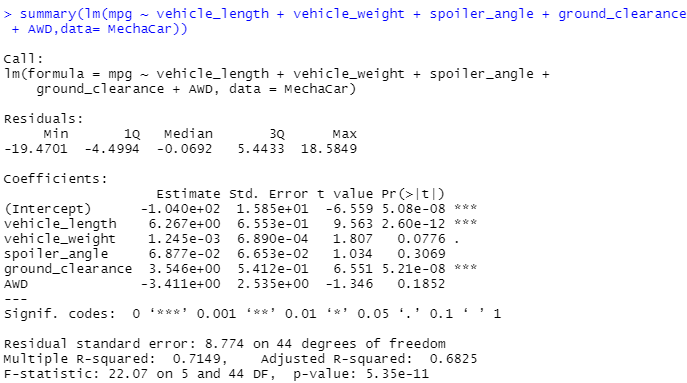 > summary(lm(mpg ~ vehicle_length + vehicle_weight + spoiler_angle + ground_clearance
 + AWD,data= MechaCar))

Call:
lm(formula = mpg ~ vehicle_length + vehicle_weight + spoiler_angle +
    ground_clearance + AWD, data = MechaCar)

Residuals:
     Min       1Q   Median       3Q      Max
-19.4701  -4.4994  -0.0692   5.4433  18.5849

Coefficients:
                   Estimate Std. Error t value Pr(>|t|)
(Intercept)      -1.040e+02  1.585e+01  -6.559 5.08e-08 ***
vehicle_length    6.267e+00  6.553e-01   9.563 2.60e-12 ***
vehicle_weight    1.245e-03  6.890e-04   1.807   0.0776 .
spoiler_angle     6.877e-02  6.653e-02   1.034   0.3069
ground_clearance  3.546e+00  5.412e-01   6.551 5.21e-08 ***
AWD              -3.411e+00  2.535e+00  -1.346   0.1852
---
Signif. codes:  0 ‘***’ 0.001 ‘**’ 0.01 ‘*’ 0.05 ‘.’ 0.1 ‘ ’ 1

Residual standard error: 8.774 on 44 degrees of freedom
Multiple R-squared:  0.7149,    Adjusted R-squared:  0.6825
F-statistic: 22.07 on 5 and 44 DF,  p-value: 5.35e-11